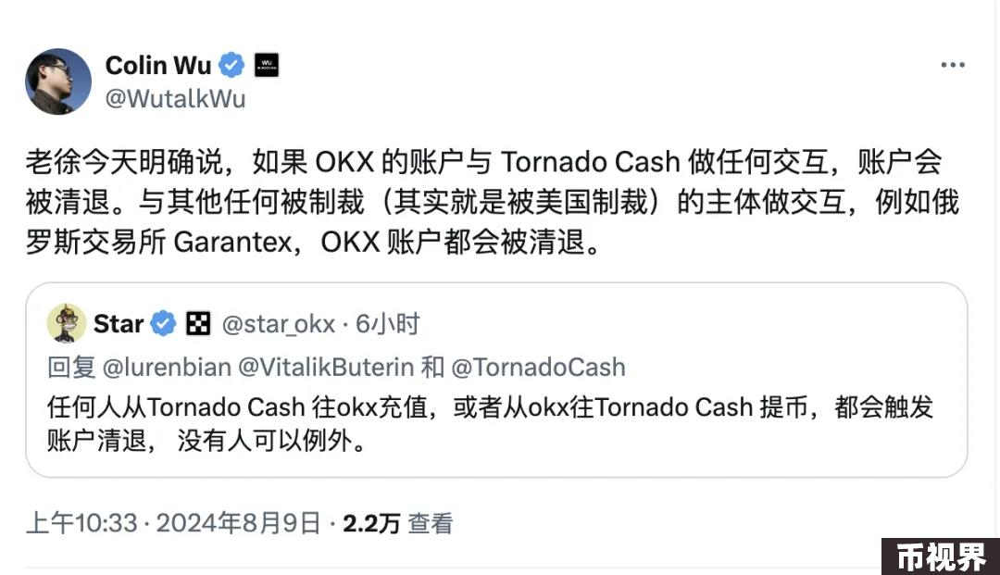 Colin Wu
WU
@WutalkWu
老徐今天明确说，如果 OKX 的账户与 Tornado Cash 做任何交互，账户会
被清退。与其他任何被制裁（其实就是被美国制裁）的主体做交互，例如俄
罗斯交易所 Garantex，OKX 账户都会被清退。
Star @star_okx · 6小时
回复 @lurenbian @VitalikButerin 和 @TornadoCash
任何人从Tornado Cash 往okx充值，或者从okx往Tornado Cash 提币，都会触发
账户清退， 没有人可以例外。
上午10:33 · 2024年8月9日 · 2.2万 查看
币视界